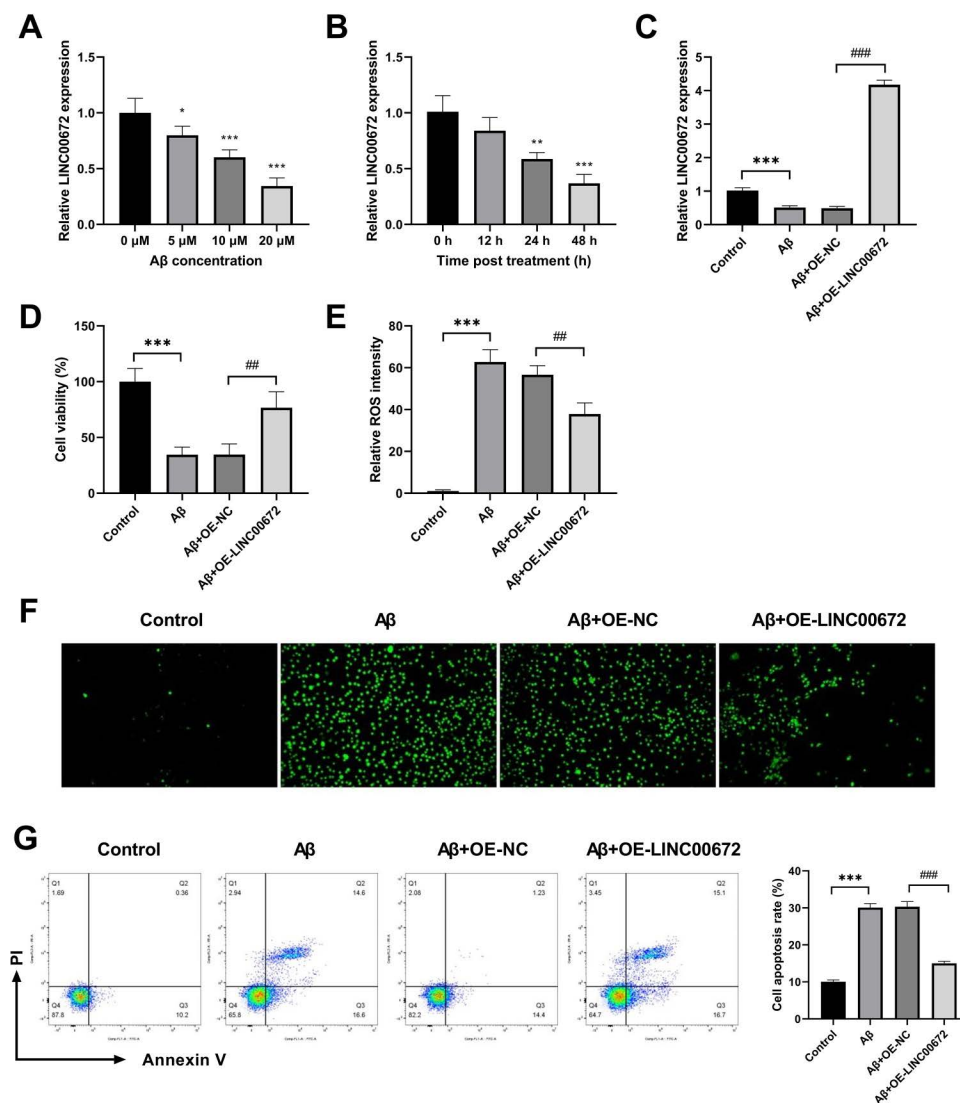 A
Relative LINC00672 expression
1.5
1.0
0.5
0.0
*
***
***
0 μM 5 μM 10 μM 20 μM
Aβ concentration
B
Relative LINC00672 expression
1.5
1.0
0.5
0.0
**
***
0 h 12 h 24 h 48 h
Time post treatment (h)
C
Relative LINC00672 expression
5
4
3
2
1
0
***
###
Control
Aβ
Aβ+OE-NC
Aβ+OE-LINC00672
D
Cell viability (%)
150
100
50
0
***
##
Control
Aβ
Aβ+OE-NC
Aβ+OE-LINC00672
E
Relative ROS intensity
80
60
40
20
0
***
##
Control
Aβ
Aβ+OE-NC
Aβ+OE-LINC00672
F
Control Aβ Aβ+OE-NC Aβ+OE-LINC00672
G
Control Aβ Aβ+OE-NC Aβ+OE-LINC00672
PI
Annexin V
Q1
1.69
Q2
0.36
Q4
87.8
Q3
10.2
Q1
2.94
Q2
14.6
Q4
65.8
Q3
16.6
Q1
2.08
Q2
1.23
Q4
82.2
Q3
14.4
Q1
3.45
Q2
15.1
Q4
64.7
Q3
16.7
Cell apoptosis rate (%)
40
30
20
10
0
***
###
Control
Aβ
Aβ+OE-NC
Aβ+OE-LINC00672